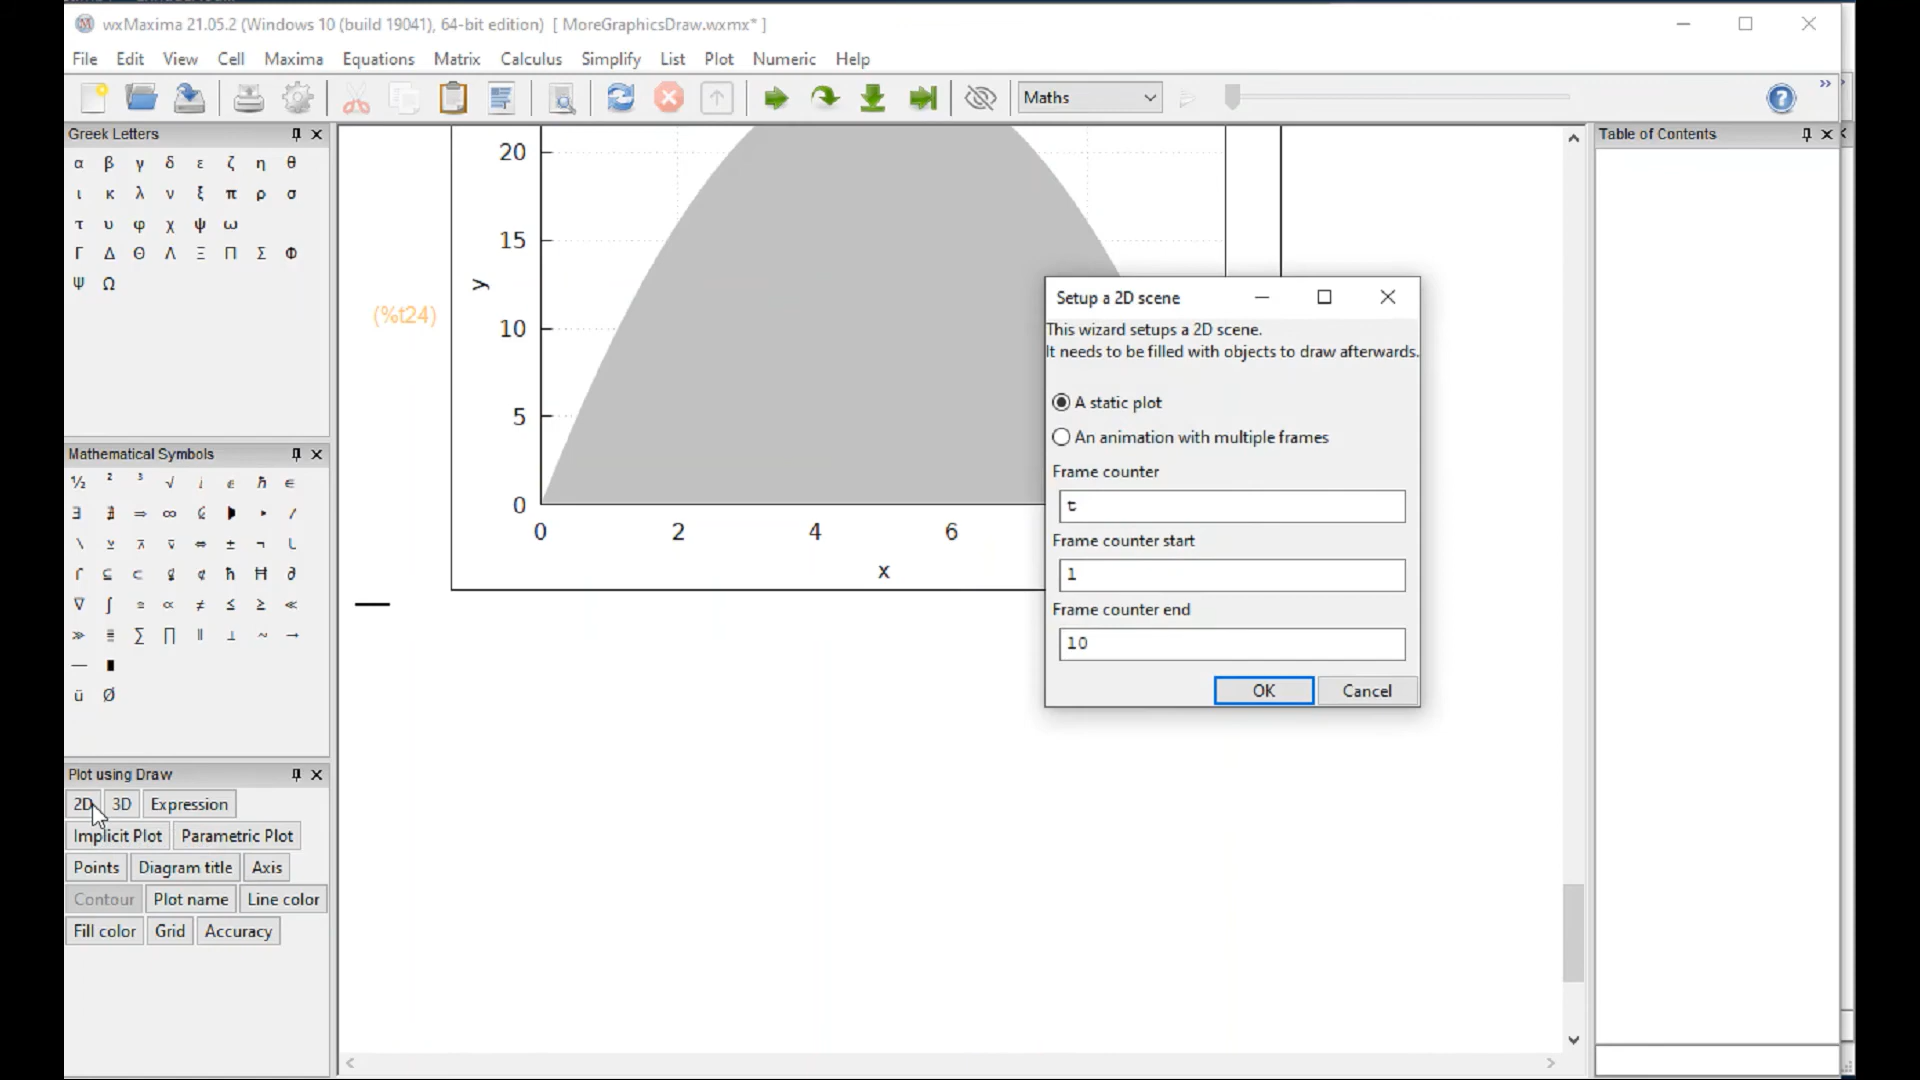 wxMaxima 21.05.2 (Windows 10 (build 19041), 64-bit edition) [ MoreGraphicsDraw.wxmx* ]
File Edit View Cell Maxima Equations Matrix Calculus Simplify List Plot Numeric Help
Maths
Greek Letters
α β γ δ ε ζ η θ
ι κ λ ν ξ π ρ σ
τ υ φ χ ψ ω
Γ Δ Θ Λ Ξ Π Σ Φ
Ψ Ω
Mathematical Symbols
½ ² ³ √ ⅈ ⅇ ℏ ∈
∃ ∄ ⇒ ∞
ü Ø
Plot using Draw
2D 3D Expression
Implicit Plot Parametric Plot
Points Diagram title Axis
Contour Plot name Line color
Fill color Grid Accuracy
(%t24)
y
20
15
10
5
0
0 2 4 6
x
Setup a 2D scene
This wizard setups a 2D scene.
It needs to be filled with objects to draw afterwards.
A static plot
An animation with multiple frames
Frame counter
t
Frame counter start
1
Frame counter end
10
OK Cancel
Table of Contents